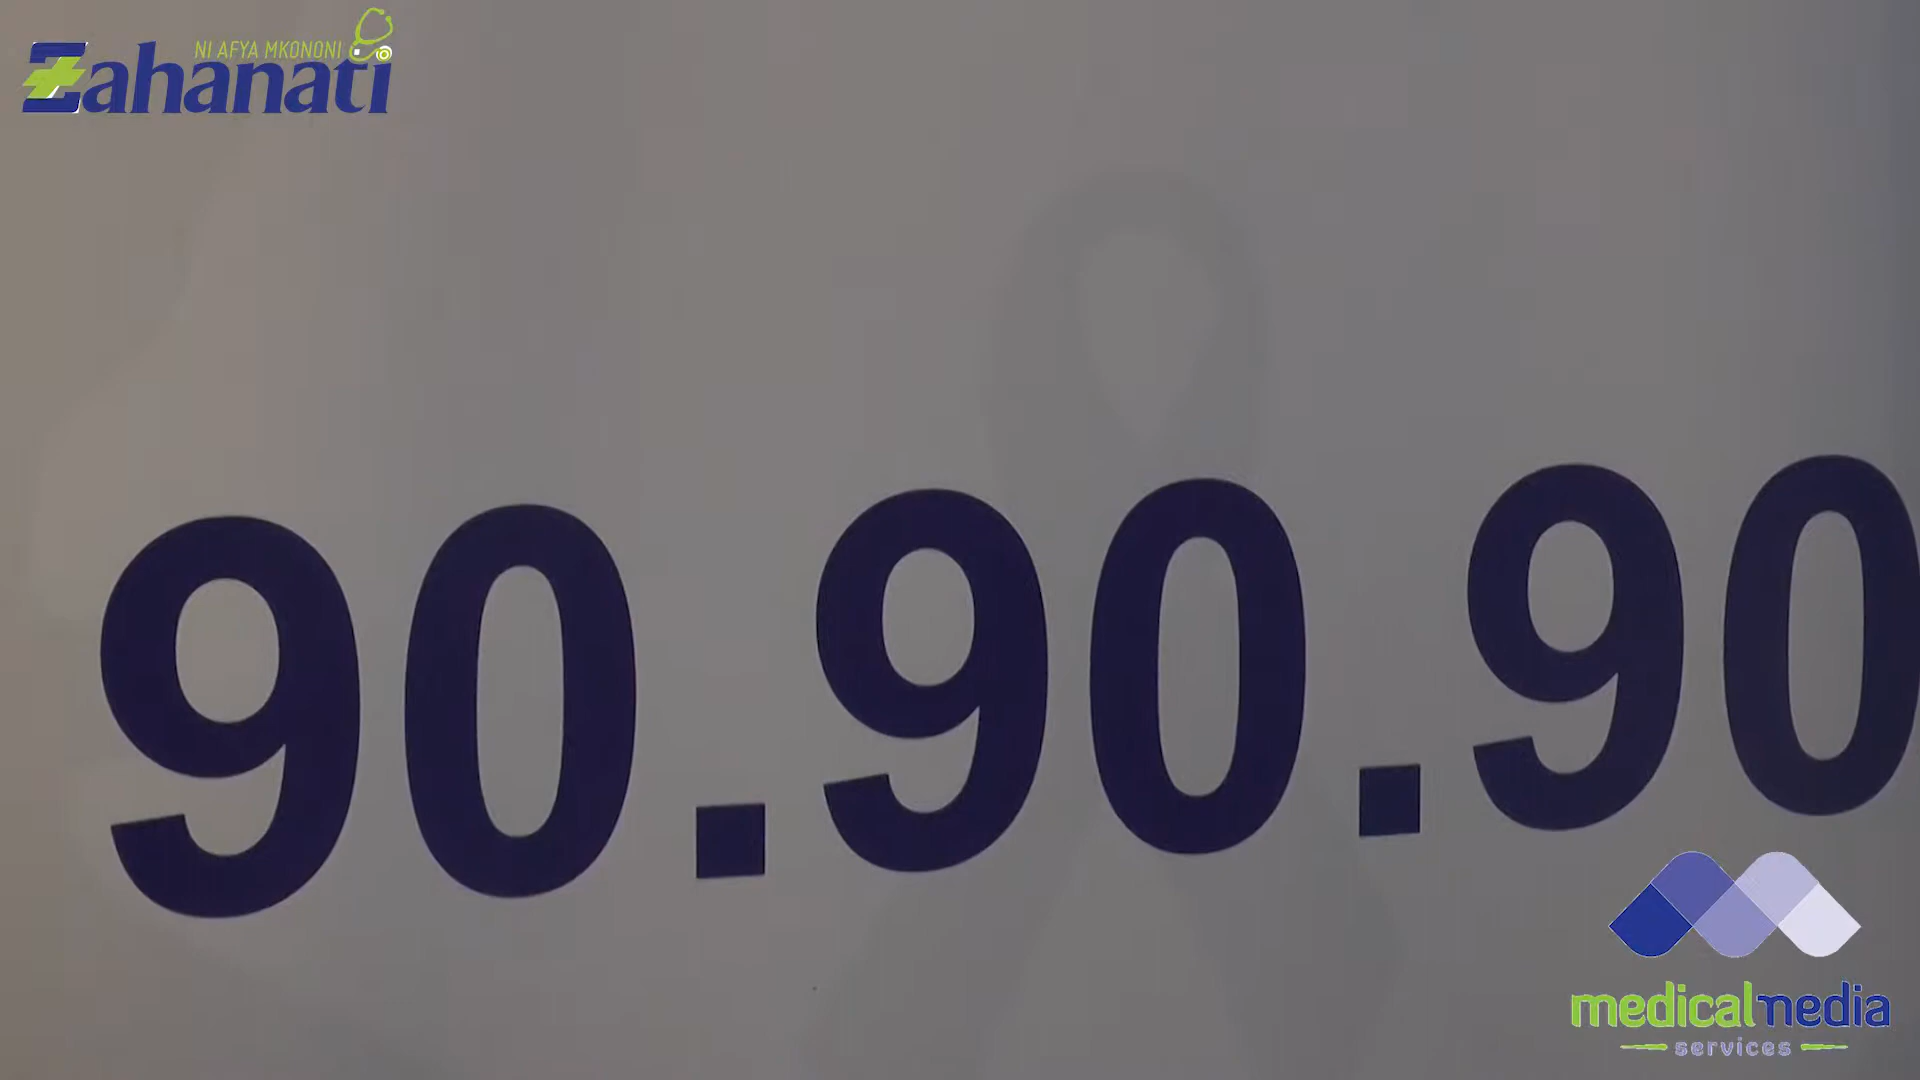 NI AFYA MKONONI
Zahanati
90.90.90
medicalmedia
services